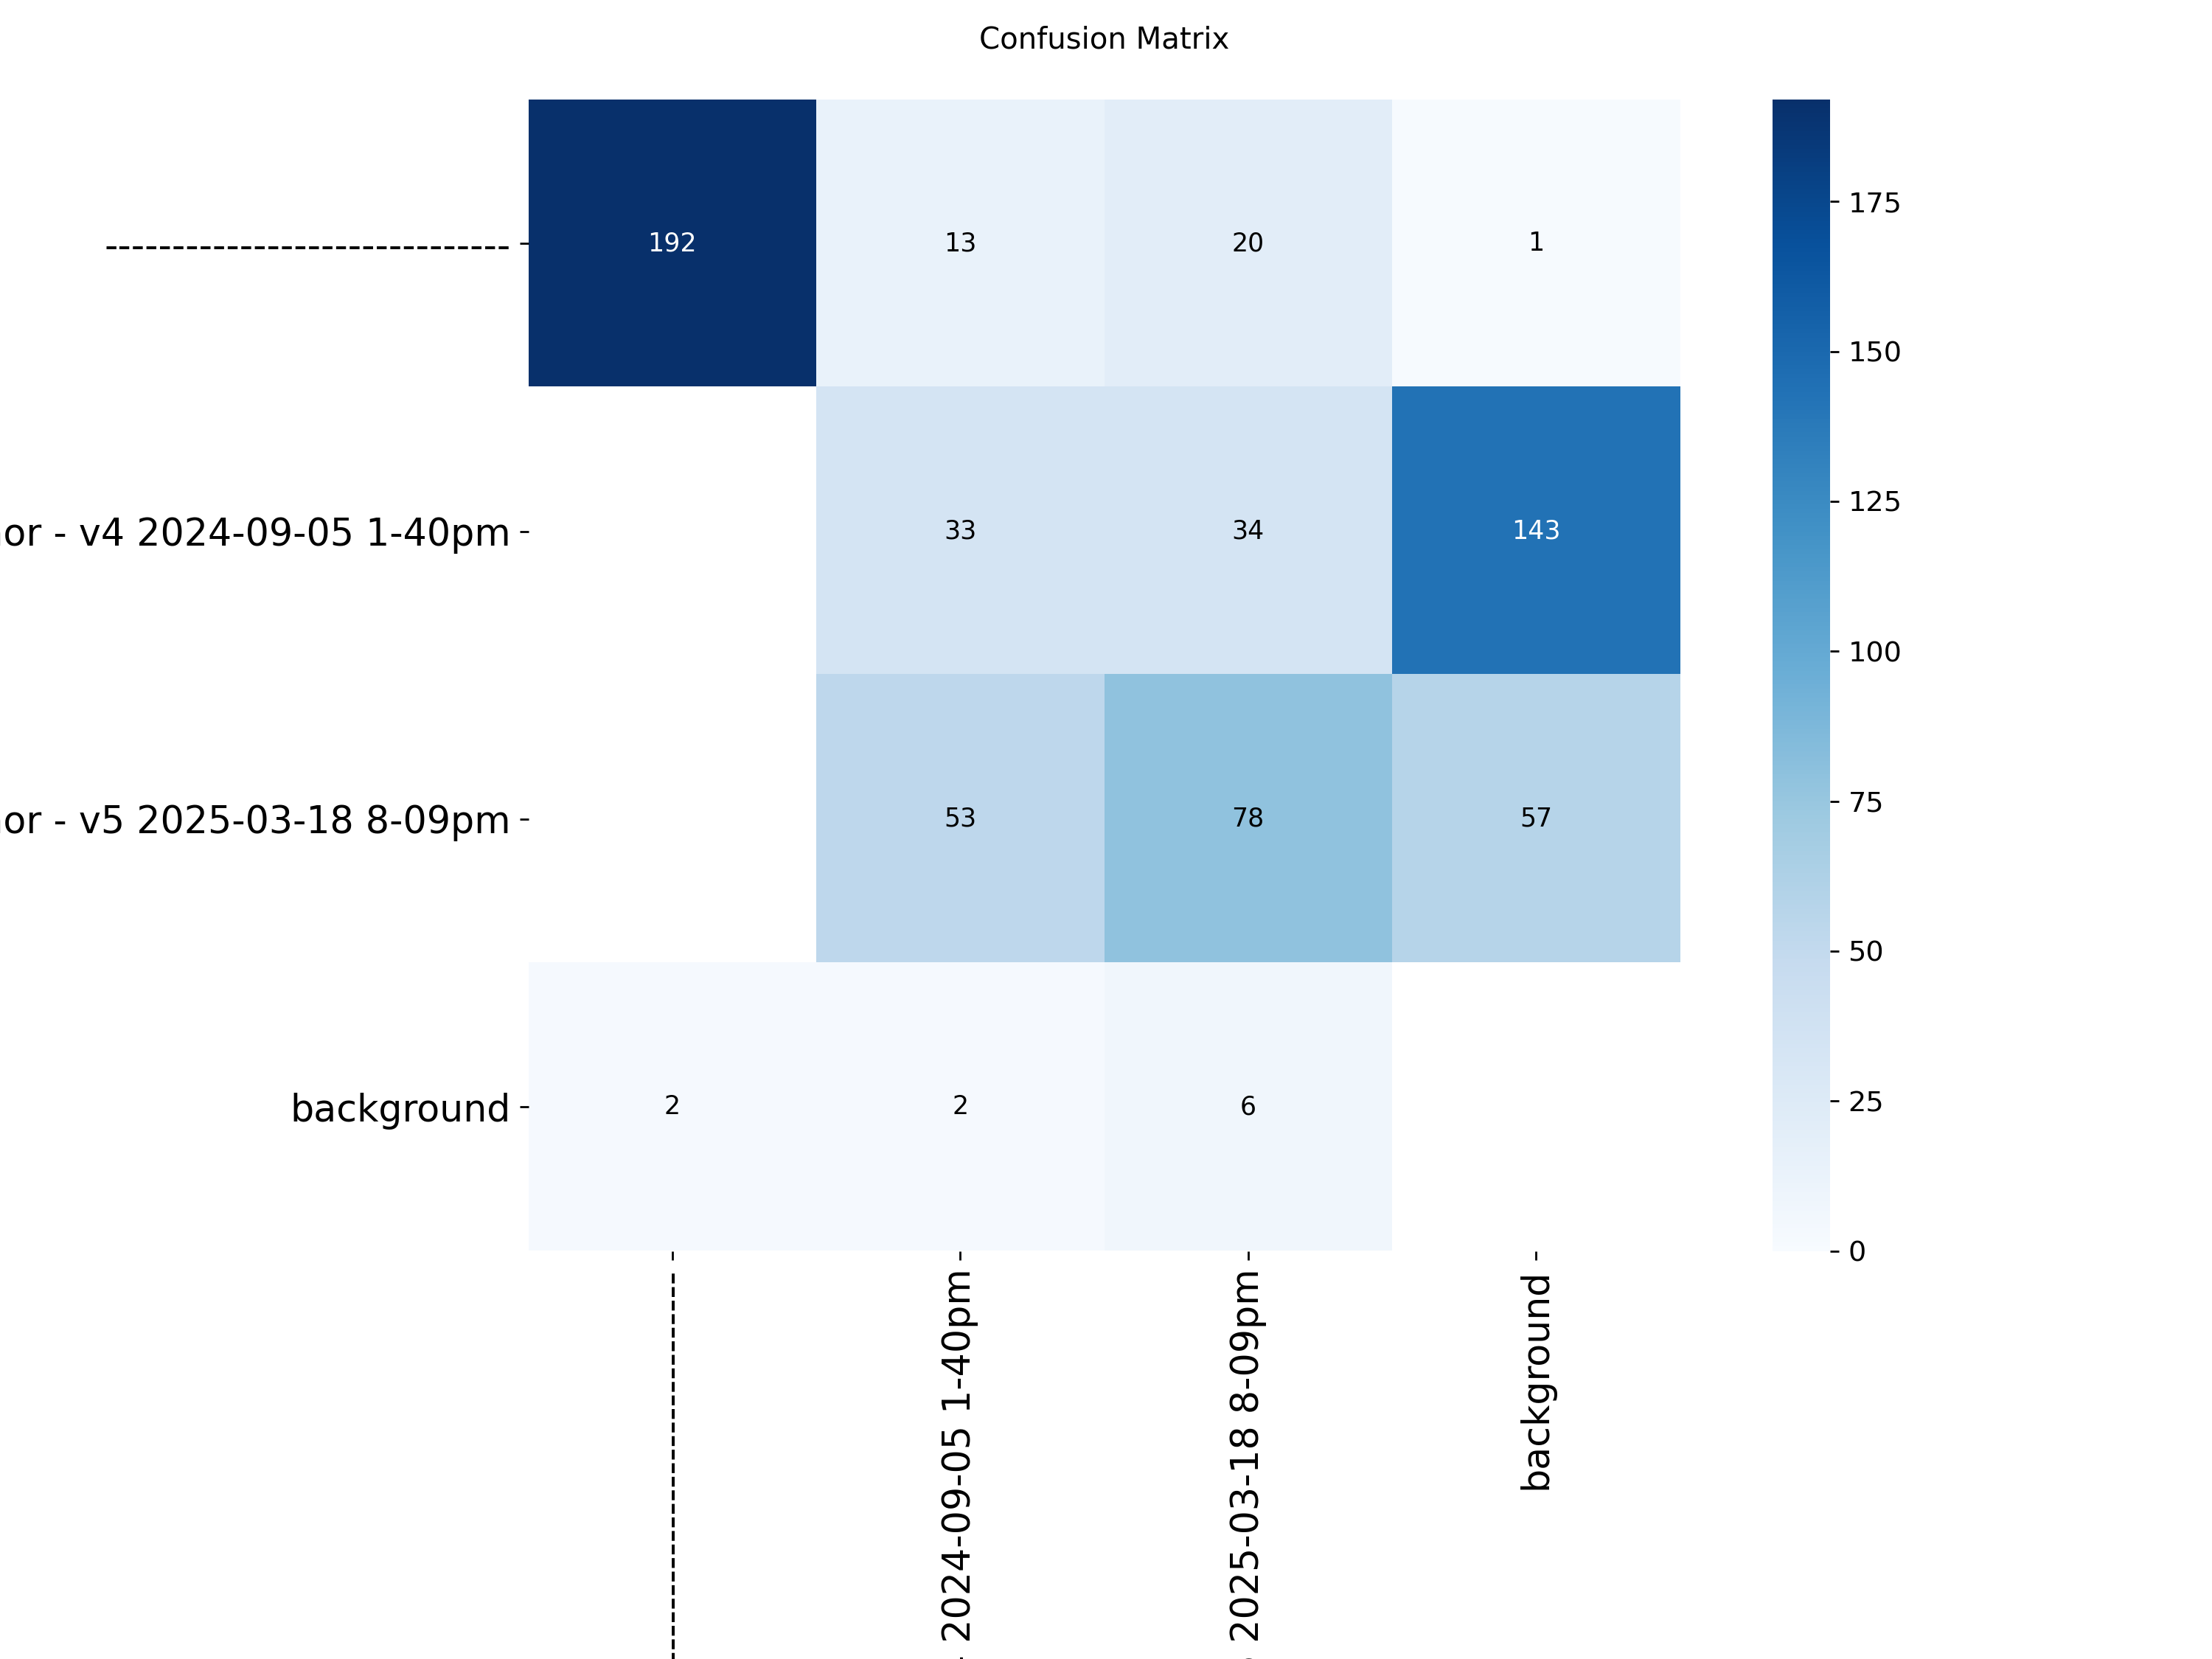 Confusion Matrix
------------------------------
192 13 20 1
- v4 2024-09-05 1-40pm
33 34 143
- v5 2025-03-18 8-09pm
53 78 57
background
2 2 6
175
150
125
100
75
50
25
0
------------------------------
2024-09-05 1-40pm
2025-03-18 8-09pm
background